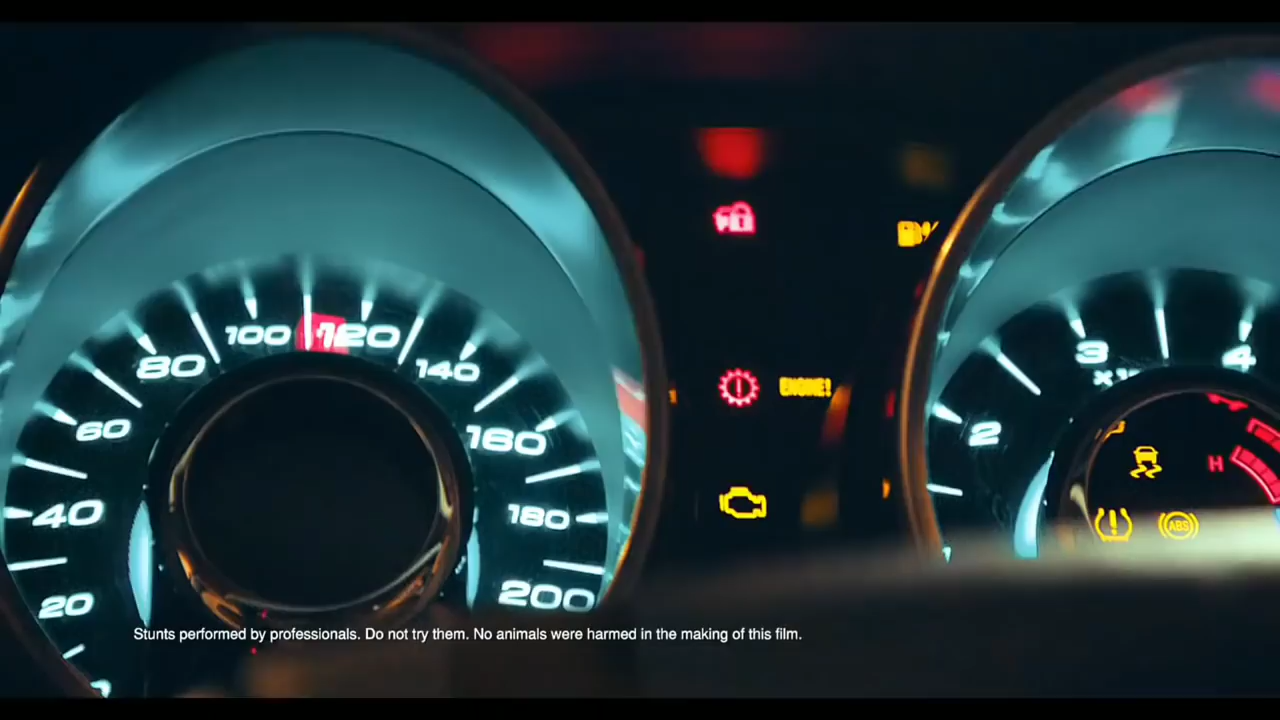 100 120
80 140
3 4
60 160
2
ENGINE!
H
40 180
ABS
20 200
Stunts performed by professionals. Do not try them. No animals were harmed in the making of this film.